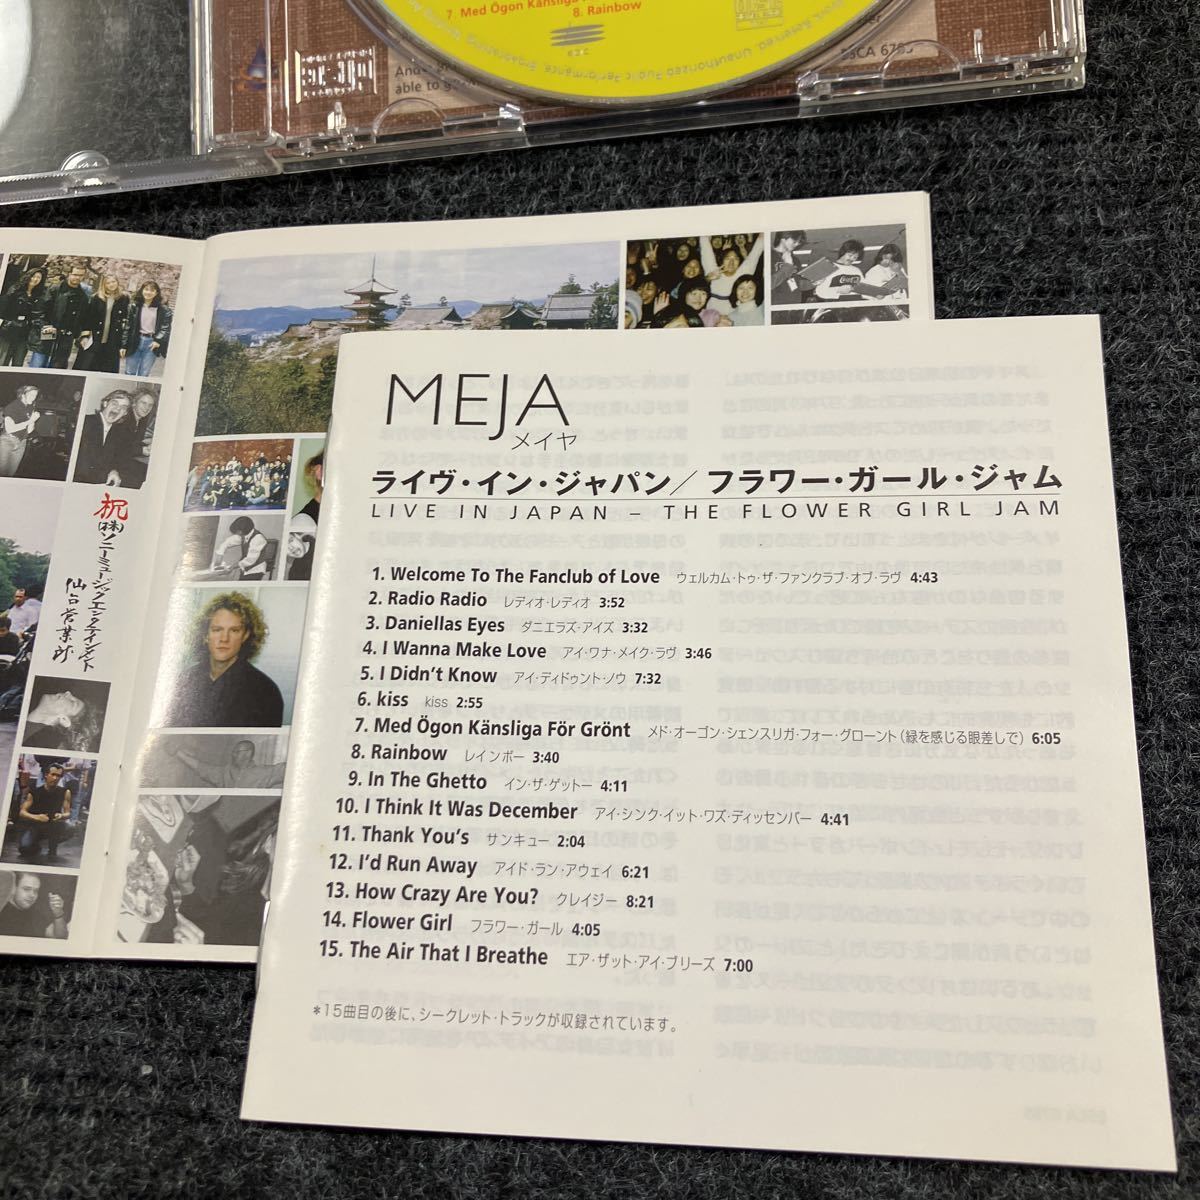 7. Med Ögon Känsliga
8. Rainbow
able to
Coca
祝
(株)ソニーミュージックエンタテインメント
仙台営業所
MEJA
メイヤ
ライヴ・イン・ジャパン／フラワー・ガール・ジャム
LIVE IN JAPAN – THE FLOWER GIRL JAM
1. Welcome To The Fanclub of Love ウェルカム・トゥ・ザ・ファンクラブ・オブ・ラヴ 4:43
2. Radio Radio レディオ・レディオ 3:52
3. Daniellas Eyes ダニエラズ・アイズ 3:32
4. I Wanna Make Love アイ・ワナ・メイク・ラヴ 3:46
5. I Didn't Know アイ・ディドゥント・ノウ 7:32
6. kiss kiss 2:55
7. Med Ögon Känsliga För Grönt メド・オーゴン・シェンスリガ・フォー・グローント（緑を感じる眼差しで） 6:05
8. Rainbow レインボー 3:40
9. In The Ghetto イン・ザ・ゲットー 4:11
10. I Think It Was December アイ・シンク・イット・ワズ・ディッセンバー 4:41
11. Thank You's サンキュー 2:04
12. I'd Run Away アイド・ラン・アウェイ 6:21
13. How Crazy Are You? クレイジー 8:21
14. Flower Girl フラワー・ガール 4:05
15. The Air That I Breathe エア・ザット・アイ・ブリーズ 7:00
*15曲目の後に、シークレット・トラックが収録されています。